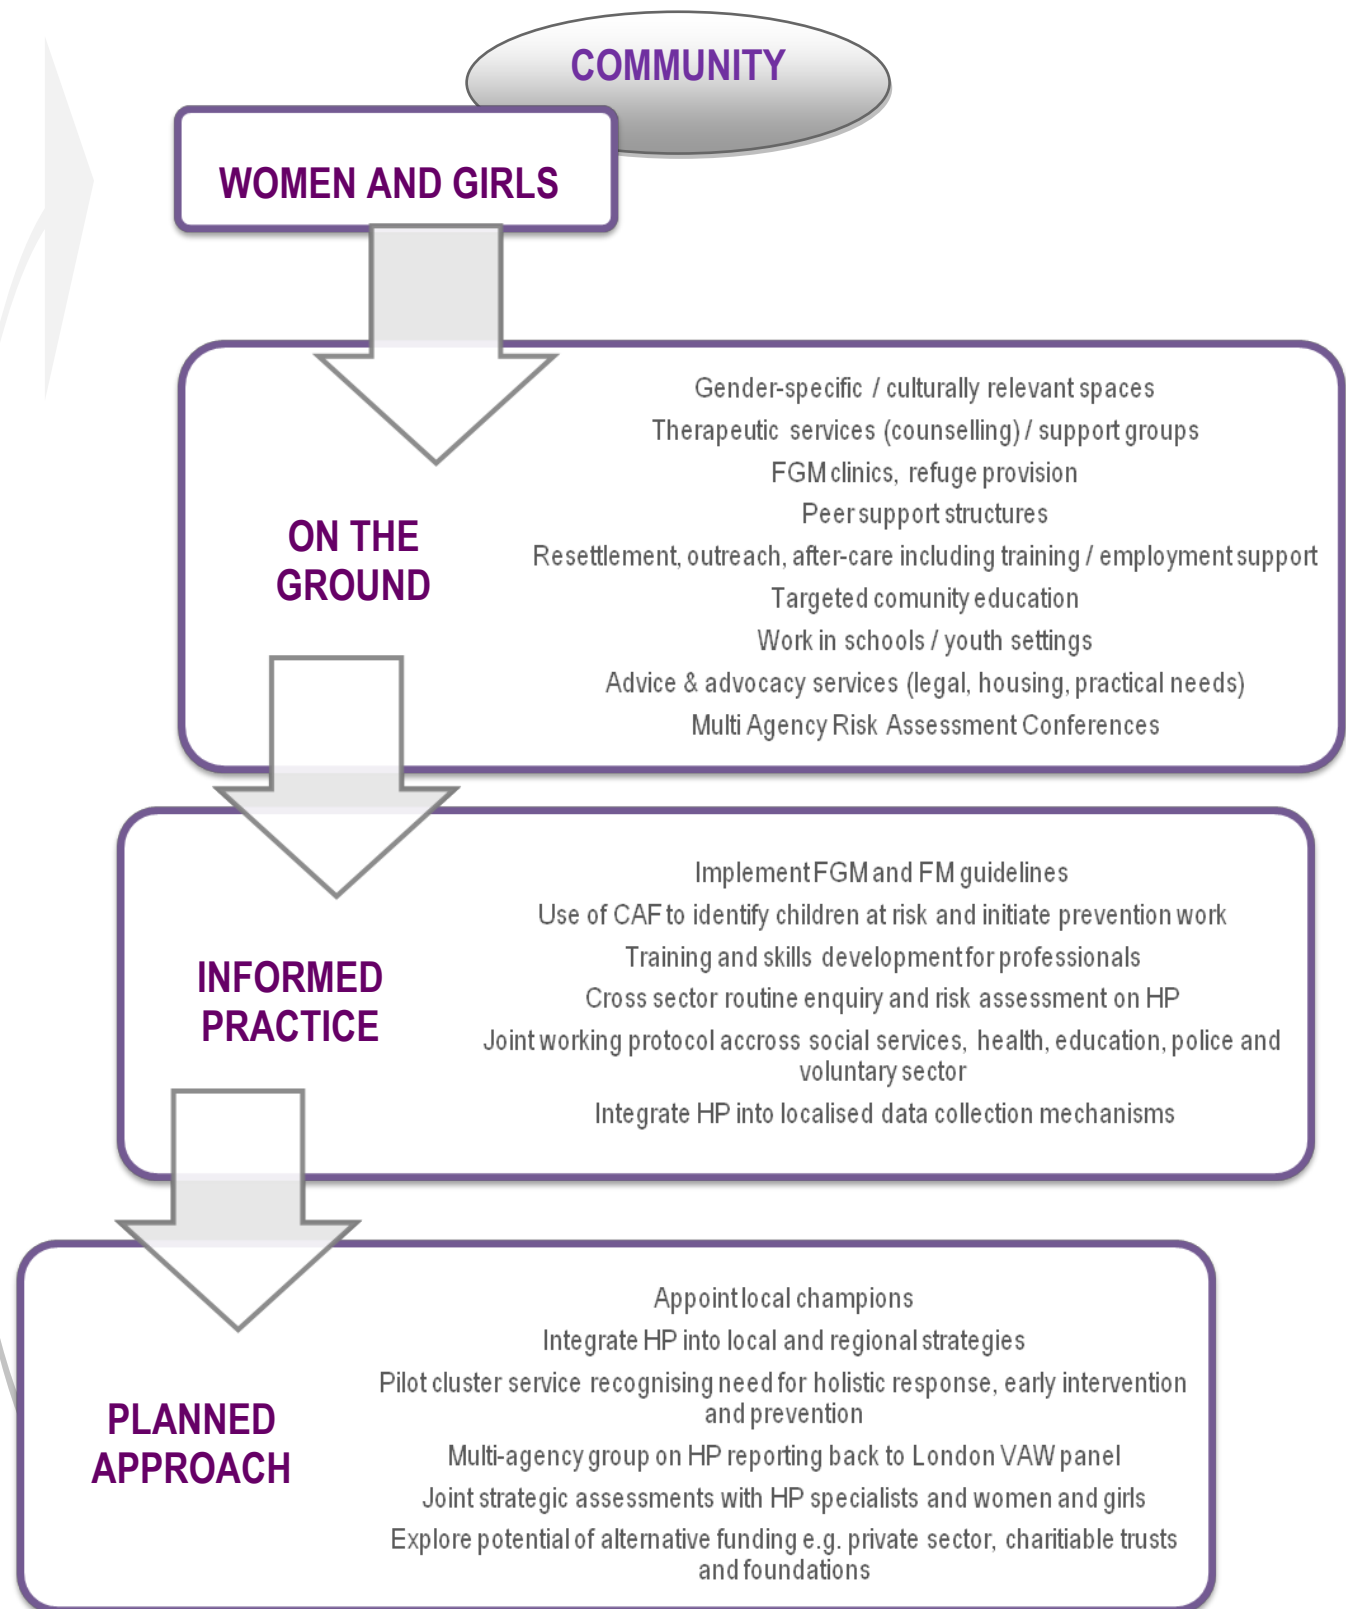 COMMUNITY
WOMEN AND GIRLS
ON THE
GROUND
Gender-specific / culturally relevant spaces
Therapeutic services (counselling) / support groups
FGM clinics, refuge provision
Peer support structures
Resettlement, outreach, after-care including training / employment support
Targeted comunity education
Work in schools / youth settings
Advice & advocacy services (legal, housing, practical needs)
Multi Agency Risk Assessment Conferences
INFORMED
PRACTICE
Implement FGM and FM guidelines
Use of CAF to identify children at risk and initiate prevention work
Training and skills development for professionals
Cross sector routine enquiry and risk assessment on HP
Joint working protocol accross social services, health, education, police and
voluntary sector
Integrate HP into localised data collection mechanisms
PLANNED
APPROACH
Appoint local champions
Integrate HP into local and regional strategies
Pilot cluster service recognising need for holistic response, early intervention
and prevention
Multi-agency group on HP reporting back to London VAW panel
Joint strategic assessments with HP specialists and women and girls
Explore potential of alternative funding e.g. private sector, charitiable trusts
and foundations